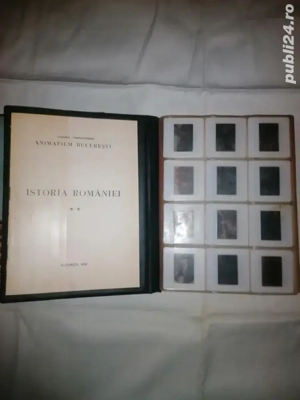 publi24.ro
ANIMAFILM BUCUREȘTI
ISTORIA ROMÂNIEI
* *